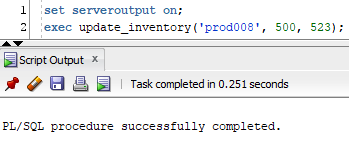 1 set serveroutput on;
2 exec update_inventory('prod008', 500, 523);
Script Output x
Task completed in 0.251 seconds
PL/SQL procedure successfully completed.